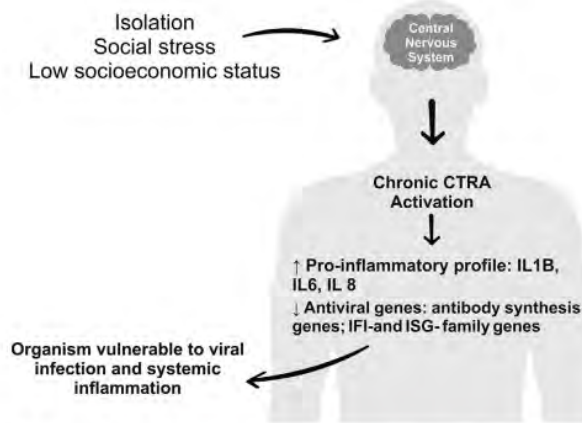 Isolation
Social stress
Low socioeconomic status
Central
Nervous
System
Chronic CTRA
Activation
↑ Pro-inflammatory profile: IL1B,
IL6, IL 8
↓ Antiviral genes: antibody synthesis
genes; IFI-and ISG- family genes
Organism vulnerable to viral
infection and systemic
inflammation